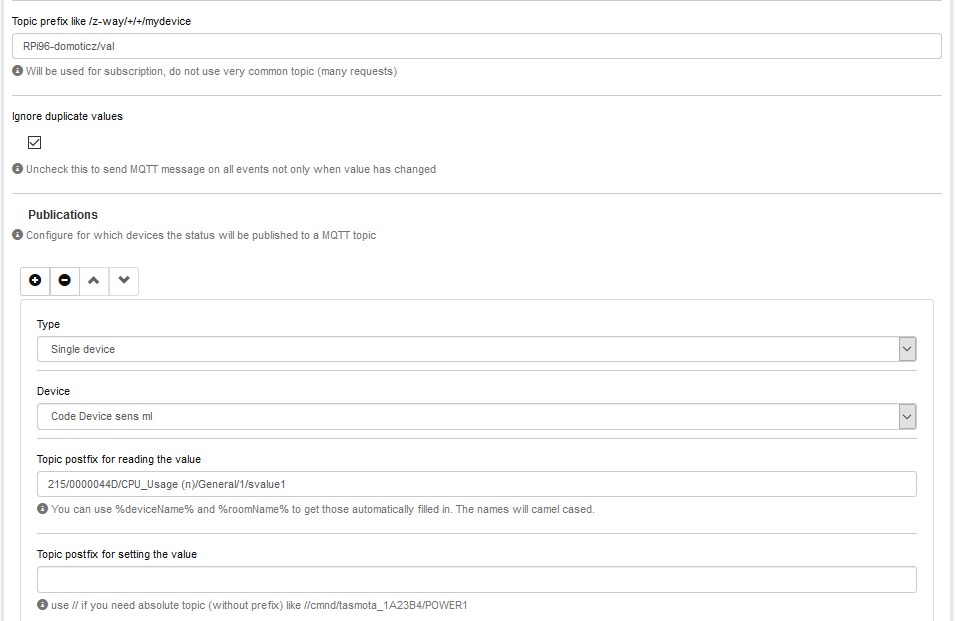 Topic prefix like /z-way/+/+/mydevice
RPi96-domoticz/val
Will be used for subscription, do not use very common topic (many requests)
Ignore duplicate values
Uncheck this to send MQTT message on all events not only when value has changed
Publications
Configure for which devices the status will be published to a MQTT topic
Type
Single device
Device
Code Device sens ml
Topic postfix for reading the value
215/0000044D/CPU_Usage (n)/General/1/svalue1
You can use %deviceName% and %roomName% to get those automatically filled in. The names will camel cased.
Topic postfix for setting the value
use // if you need absolute topic (without prefix) like //cmnd/tasmota_1A23B4/POWER1